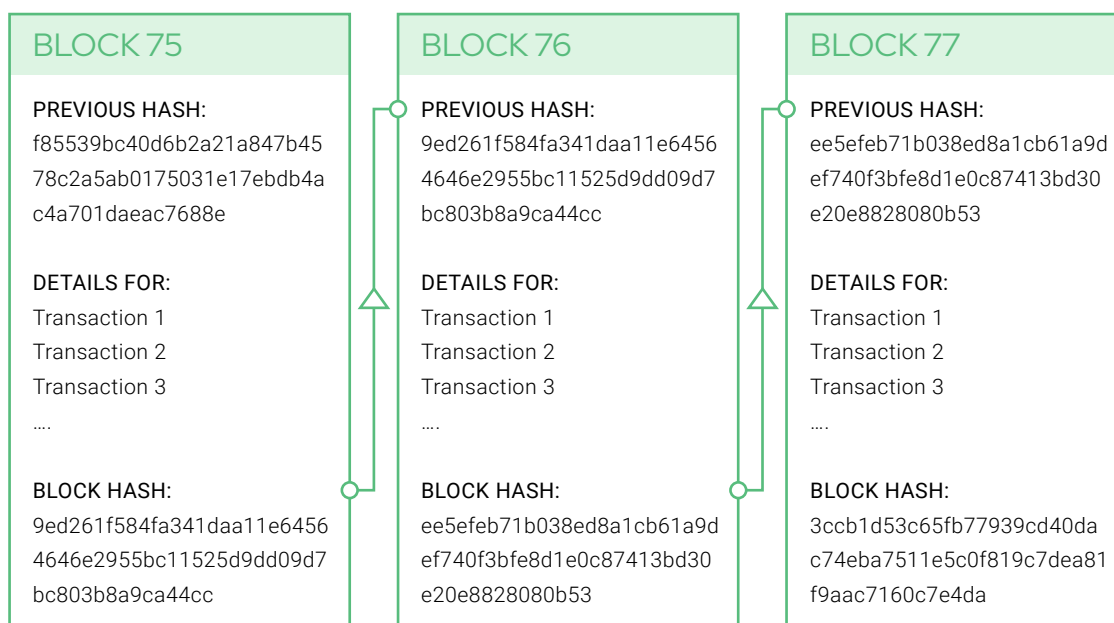 BLOCK 75
PREVIOUS HASH:
f85539bc40d6b2a21a847b45
78c2a5ab0175031e17ebdb4a
c4a701daeac7688e
DETAILS FOR:
Transaction 1
Transaction 2
Transaction 3
....
BLOCK HASH:
9ed261f584fa341daa11e6456
4646e2955bc11525d9dd09d7
bc803b8a9ca44cc
BLOCK 76
PREVIOUS HASH:
9ed261f584fa341daa11e6456
4646e2955bc11525d9dd09d7
bc803b8a9ca44cc
DETAILS FOR:
Transaction 1
Transaction 2
Transaction 3
....
BLOCK HASH:
ee5efeb71b038ed8a1cb61a9d
ef740f3bfe8d1e0c87413bd30
e20e8828080b53
BLOCK 77
PREVIOUS HASH:
ee5efeb71b038ed8a1cb61a9d
ef740f3bfe8d1e0c87413bd30
e20e8828080b53
DETAILS FOR:
Transaction 1
Transaction 2
Transaction 3
....
BLOCK HASH:
3ccb1d53c65fb77939cd40da
c74eba7511e5c0f819c7dea81
f9aac7160c7e4da